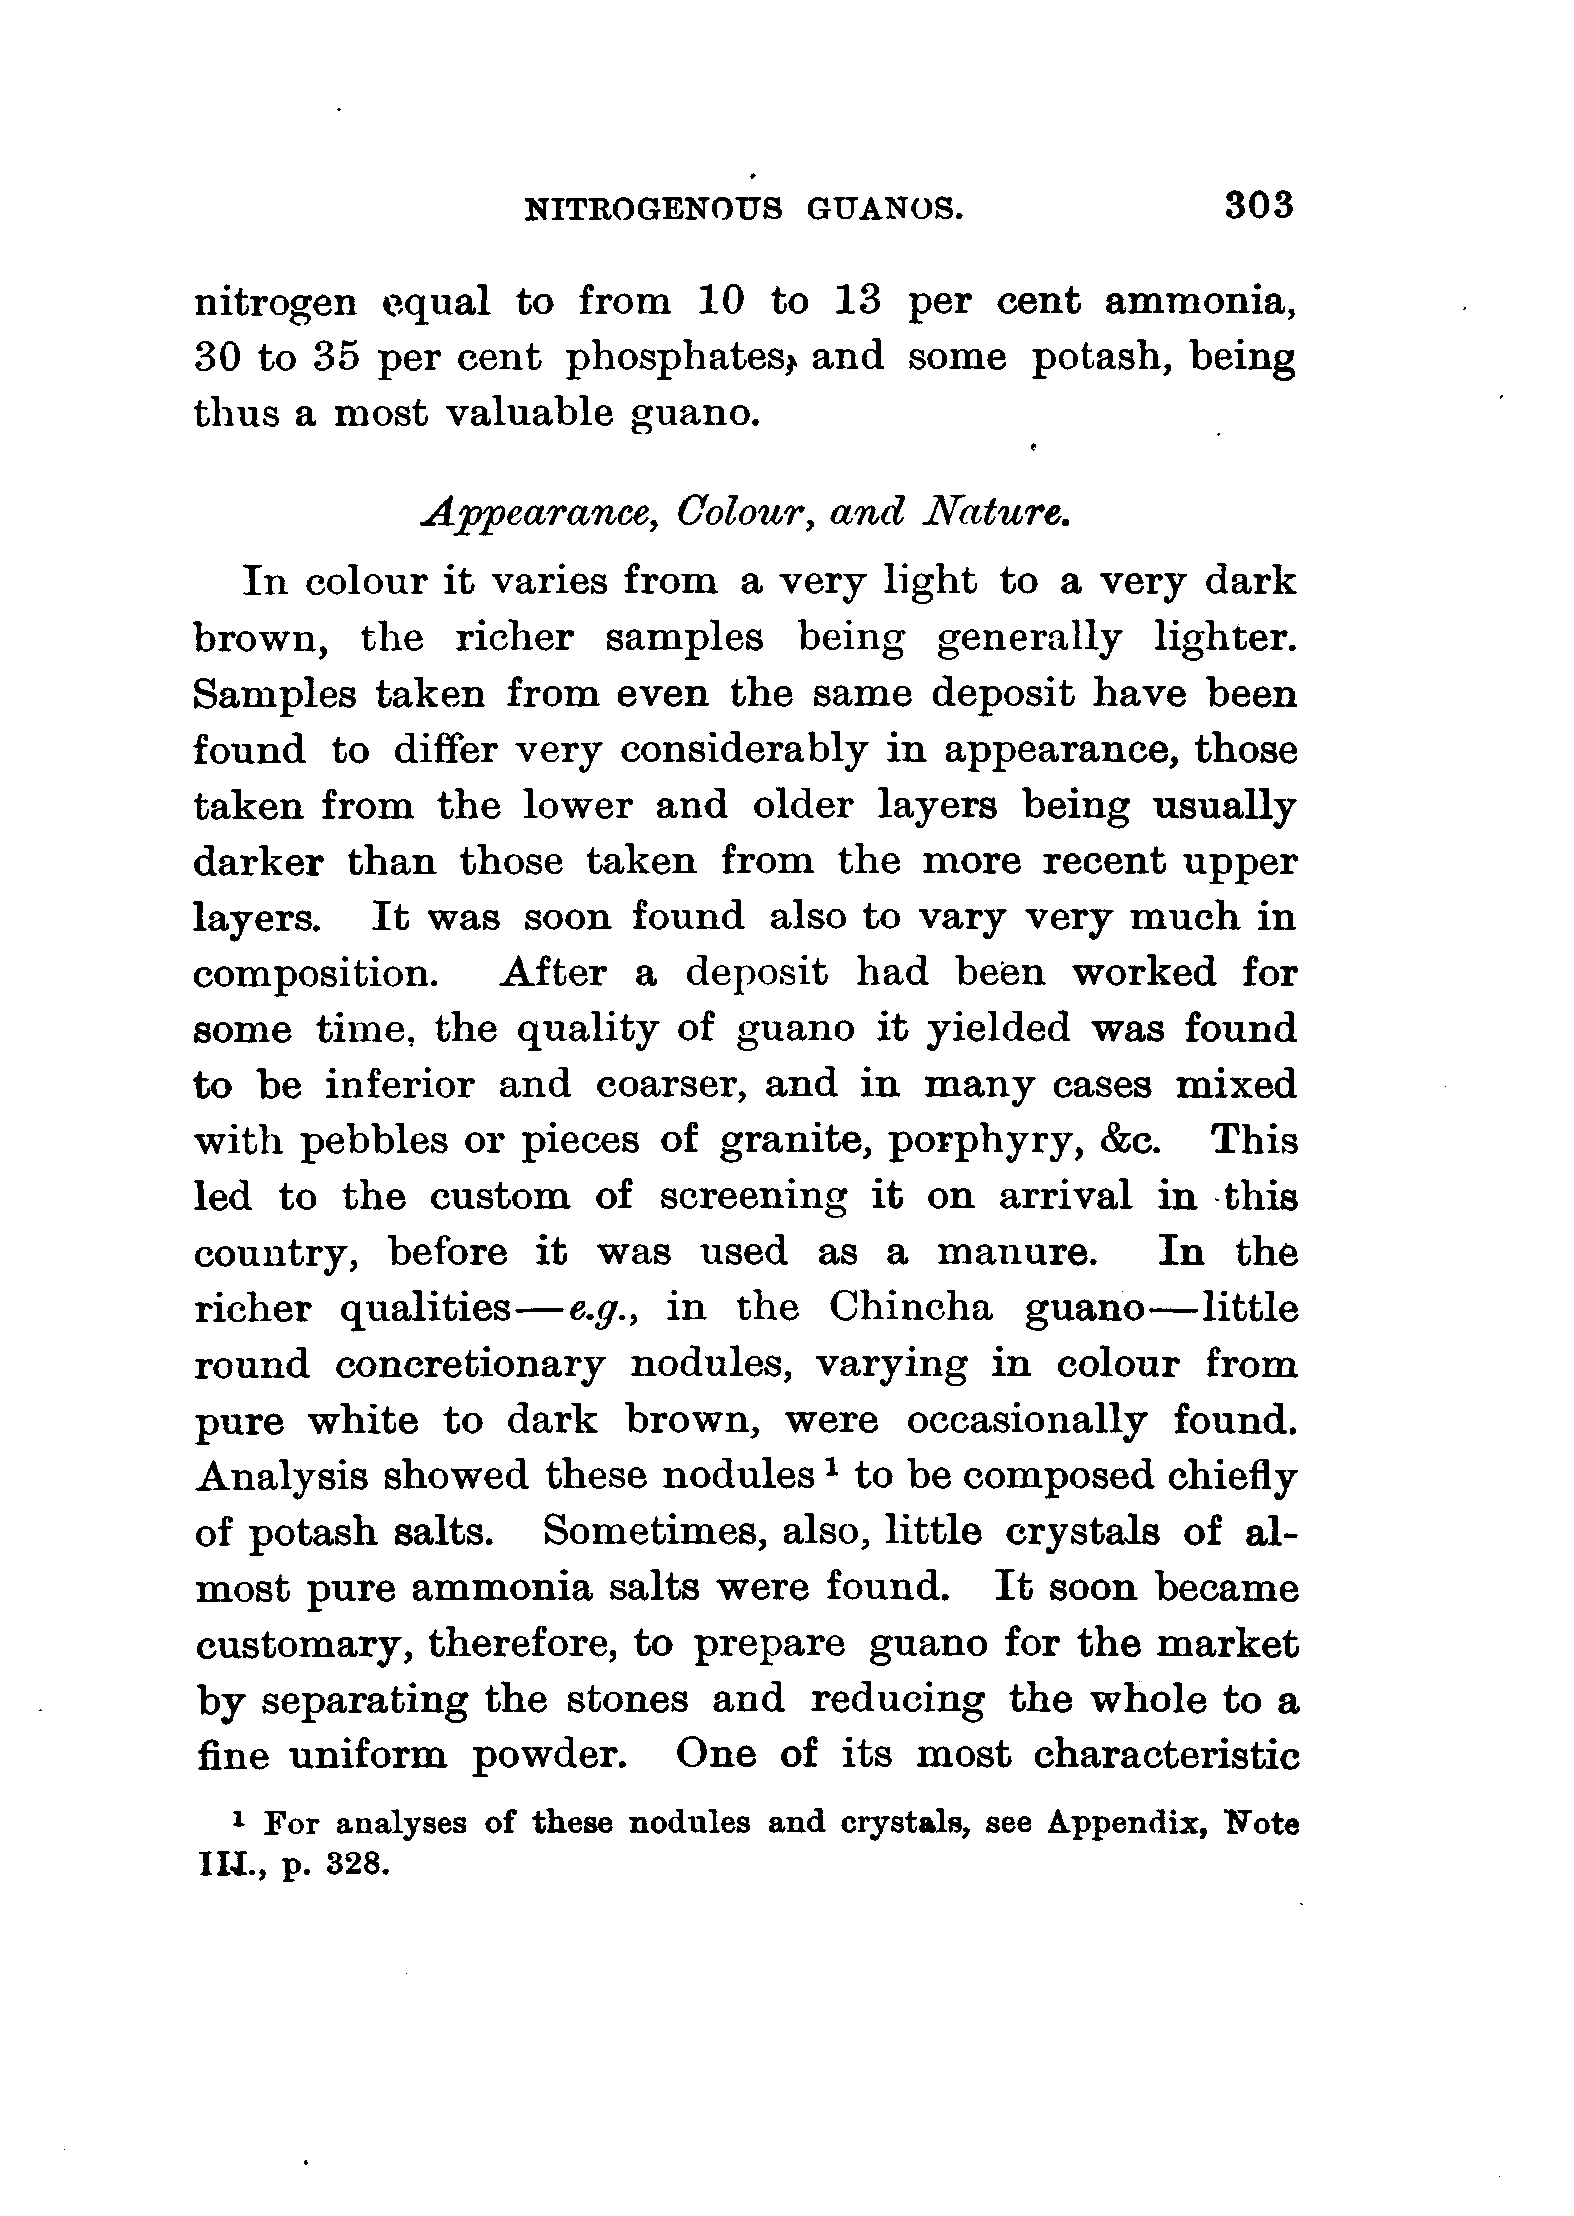 NITROGENOUS GUANOS. 303
nitrogen equal to from 10 to 13 per cent ammonia,
30 to 35 per cent phosphates, and some potash, being
thus a most valuable guano.
Appearance, Colour, and Nature.
In colour it varies from a very light to a very dark
brown, the richer samples being generally lighter.
Samples taken from even the same deposit have been
found to differ very considerably in appearance, those
taken from the lower and older layers being usually
darker than those taken from the more recent upper
layers. It was soon found also to vary very much in
composition. After a deposit had been worked for
some time, the quality of guano it yielded was found
to be inferior and coarser, and in many cases mixed
with pebbles or pieces of granite, porphyry, &c. This
led to the custom of screening it on arrival in this
country, before it was used as a manure. In the
richer qualities—e.g., in the Chincha guano—little
round concretionary nodules, varying in colour from
pure white to dark brown, were occasionally found.
Analysis showed these nodules ¹ to be composed chiefly
of potash salts. Sometimes, also, little crystals of al-
most pure ammonia salts were found. It soon became
customary, therefore, to prepare guano for the market
by separating the stones and reducing the whole to a
fine uniform powder. One of its most characteristic
¹ For analyses of these nodules and crystals, see Appendix, Note
III., p. 328.